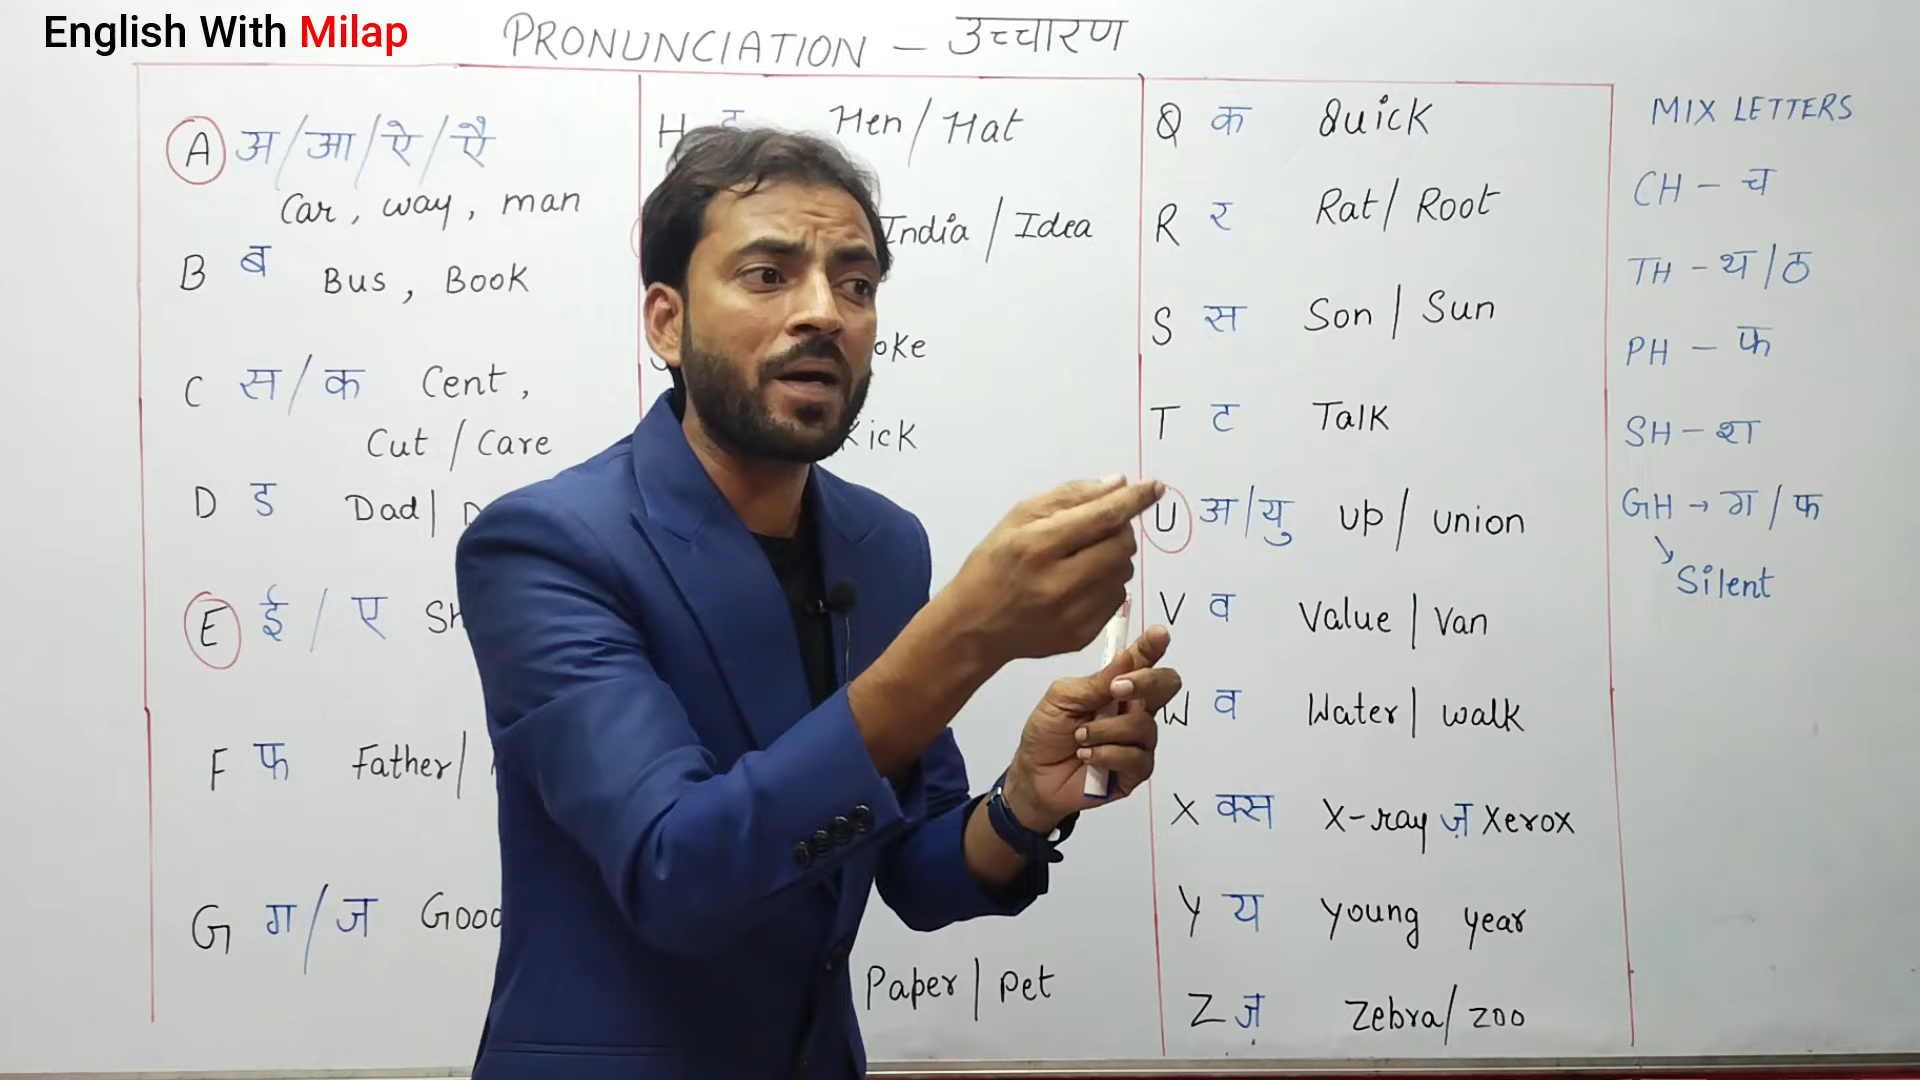 English With Milap
PRONUNCIATION – उच्चारण
A अ/आ/ऐ/ऐ
Car, way, man
B ब Bus, Book
C स/क Cent,
Cut / Care
D ड Dad/
E ई / ए
F फ Father/
G ग/ज Good
H Hen / Hat
India / Idea
oke
Kick
Paper / Pet
Q क Quick
R र Rat / Root
S स Son / Sun
T ट Talk
U अ/यु Up / Union
V व Value / Van
W व Water / Walk
X क्स X-ray ज़ Xerox
Y य Young year
Z ज़ Zebra / Zoo
MIX LETTERS
CH – च
TH – थ/ठ
PH – फ
SH – श
GH → ग / फ
↘
Silent